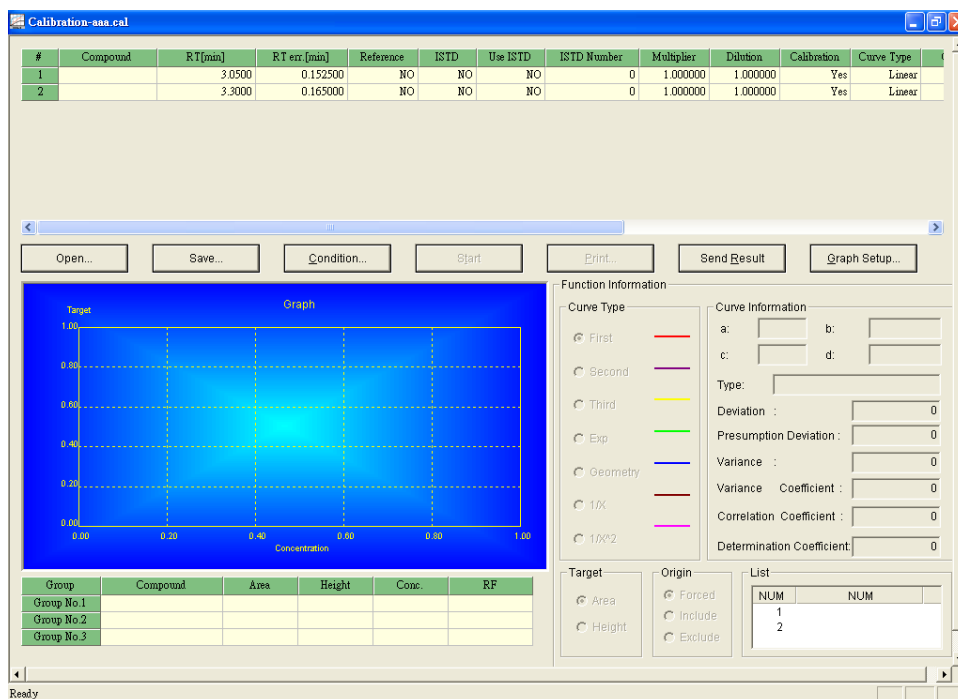 Calibration-aaa.cal
# Compound RT[min] RT err.[min] Reference ISTD Use ISTD ISTD Number Multiplier Dilution Calibration Curve Type
1 3.0500 0.152500 NO NO NO 0 1.000000 1.000000 Yes Linear
2 3.3000 0.165000 NO NO NO 0 1.000000 1.000000 Yes Linear
Open... Save... Condition... Start Print... Send Result Graph Setup...
Graph
Target
1.00
0.80
0.60
0.40
0.20
0.00
0.00 0.20 0.40 0.60 0.80 1.00
Concentration
Function Information
Curve Type
First
Second
Third
Exp
Geometry
1/X
1/X^2
Curve Information
a: b:
c: d:
Type:
Deviation : 0
Presumption Deviation : 0
Variance : 0
Variance Coefficient : 0
Correlation Coefficient : 0
Determination Coefficient: 0
Group Compound Area Height Conc. RF
Group No.1
Group No.2
Group No.3
Target
Area
Height
Origin
Forced
Include
Exclude
List
NUM NUM
1
2
Ready